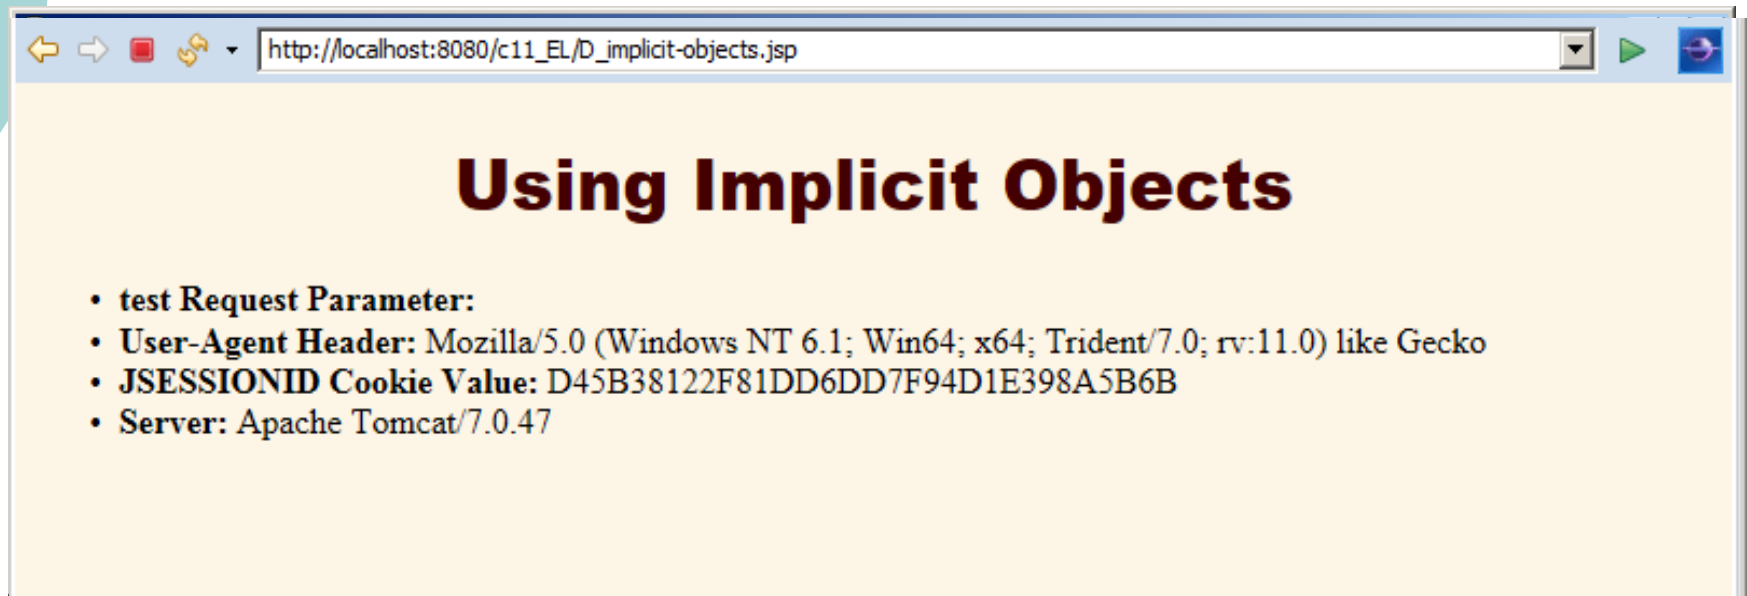 http://localhost:8080/c11_EL/D_implicit-objects.jsp
Using Implicit Objects
• test Request Parameter:
• User-Agent Header: Mozilla/5.0 (Windows NT 6.1; Win64; x64; Trident/7.0; rv:11.0) like Gecko
• JSESSIONID Cookie Value: D45B38122F81DD6DD7F94D1E398A5B6B
• Server: Apache Tomcat/7.0.47